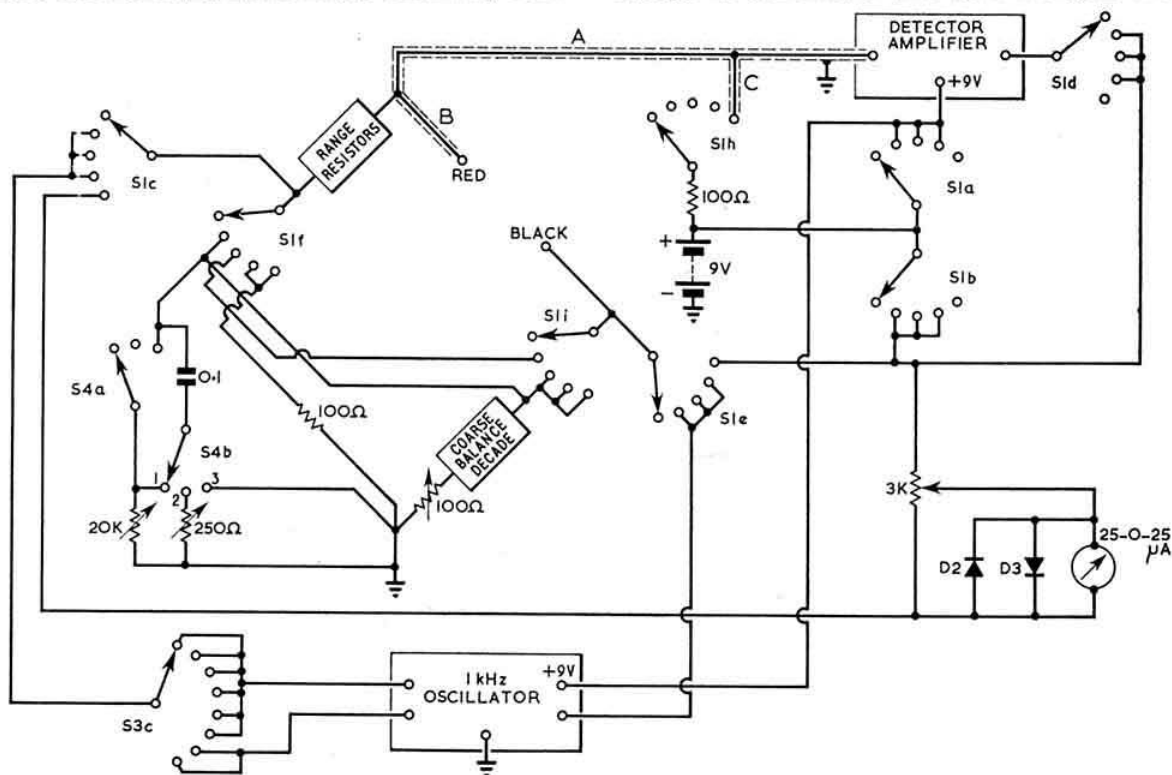 A
DETECTOR
AMPLIFIER
+9V
S1d
C
B
RED
RANGE
RESISTORS
S1c
S1h
100Ω
S1a
S1f
BLACK
+
9V
-
S1b
S1i
S4a
0·1
100Ω
S1e
COARSE
BALANCE
DECADE
S4b
1
2
3
100Ω
3K
20K
250Ω
25-0-25
μA
D2
D3
1 kHz
OSCILLATOR
+9V
S3c